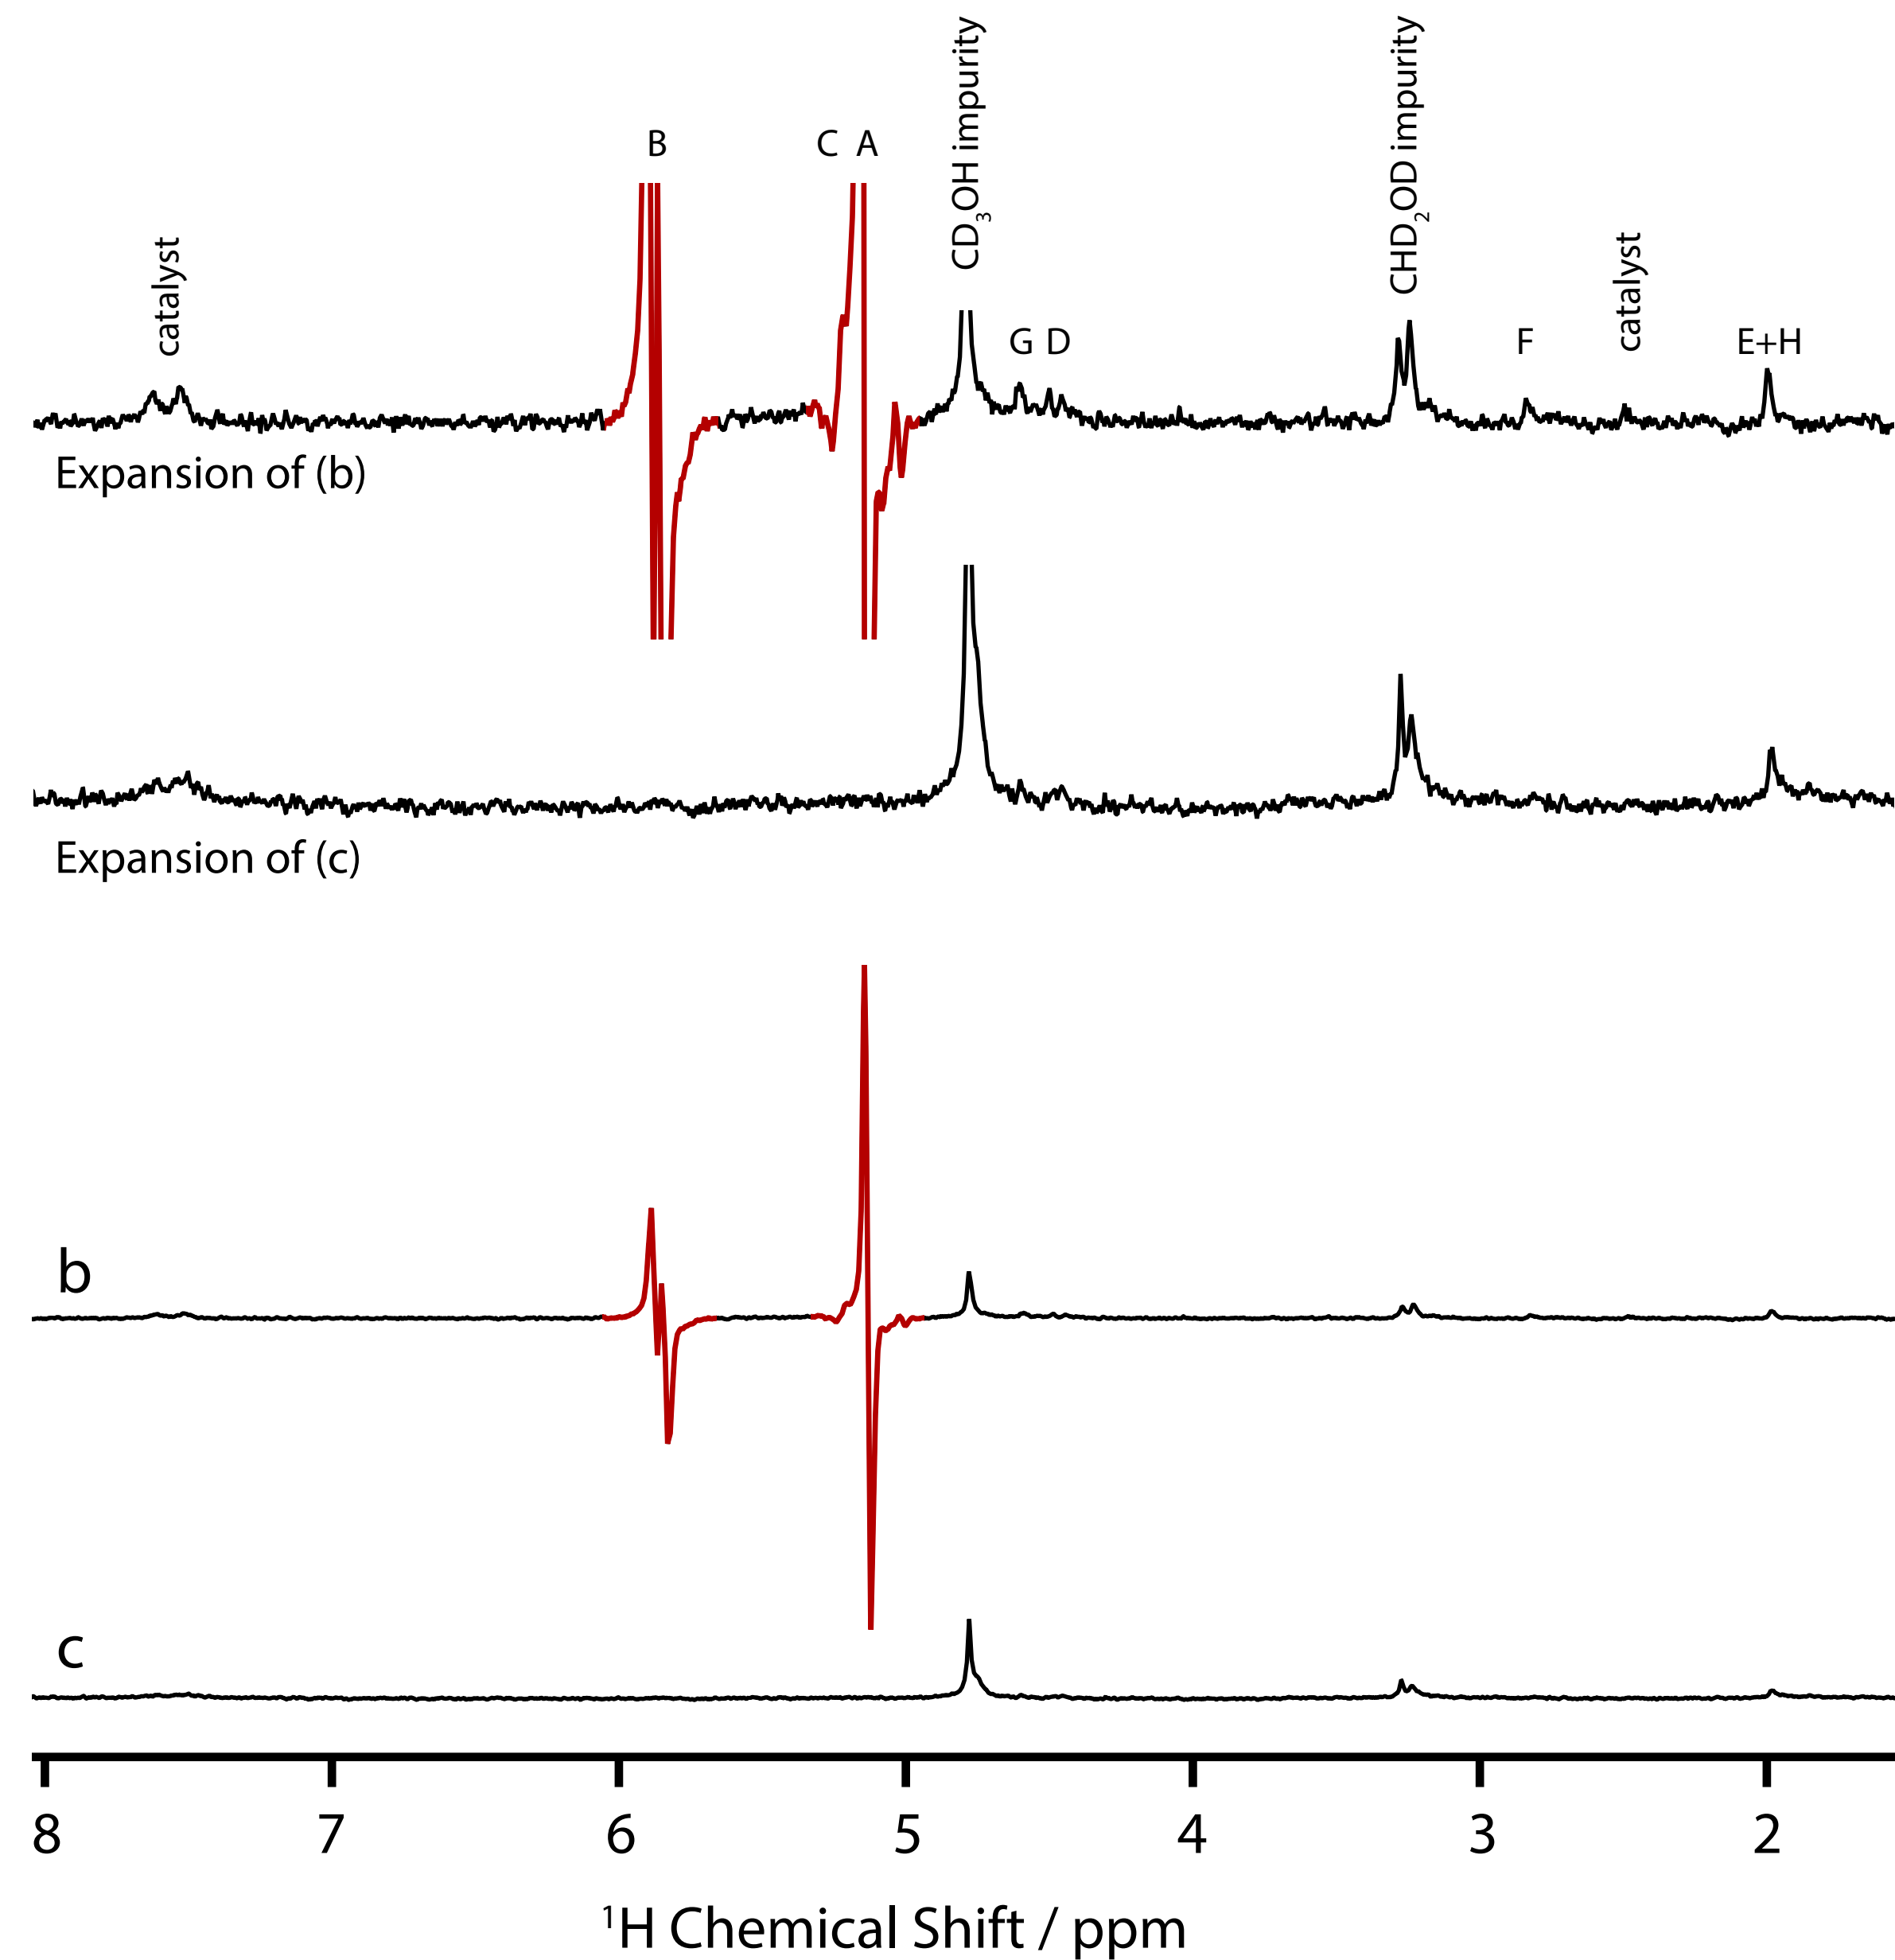 CD3OH impurity
CHD2OD impurity
B
C A
catalyst
catalyst
G D
F
E+H
Expansion of (b)
Expansion of (c)
b
c
8 7 6 5 4 3 2
1H Chemical Shift / ppm